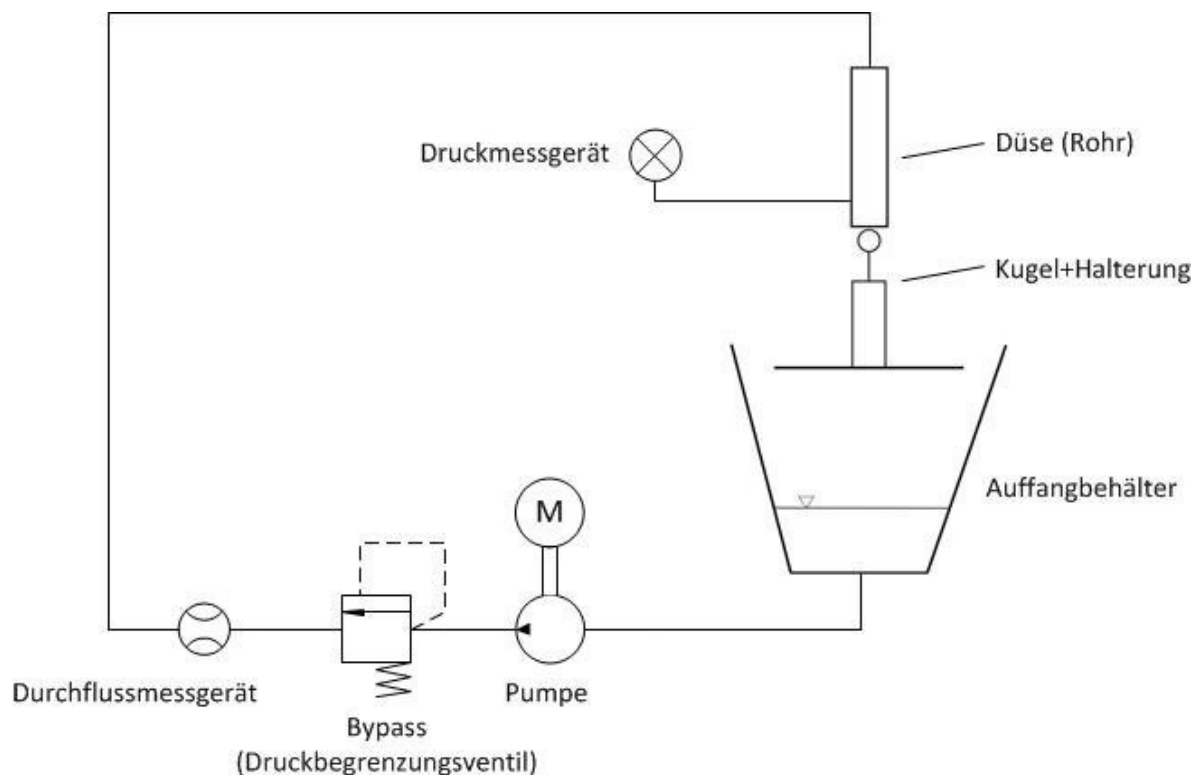 Düse (Rohr)
Druckmessgerät
Kugel+Halterung
Auffangbehälter
M
Durchflussmessgerät
Pumpe
Bypass
(Druckbegrenzungsventil)